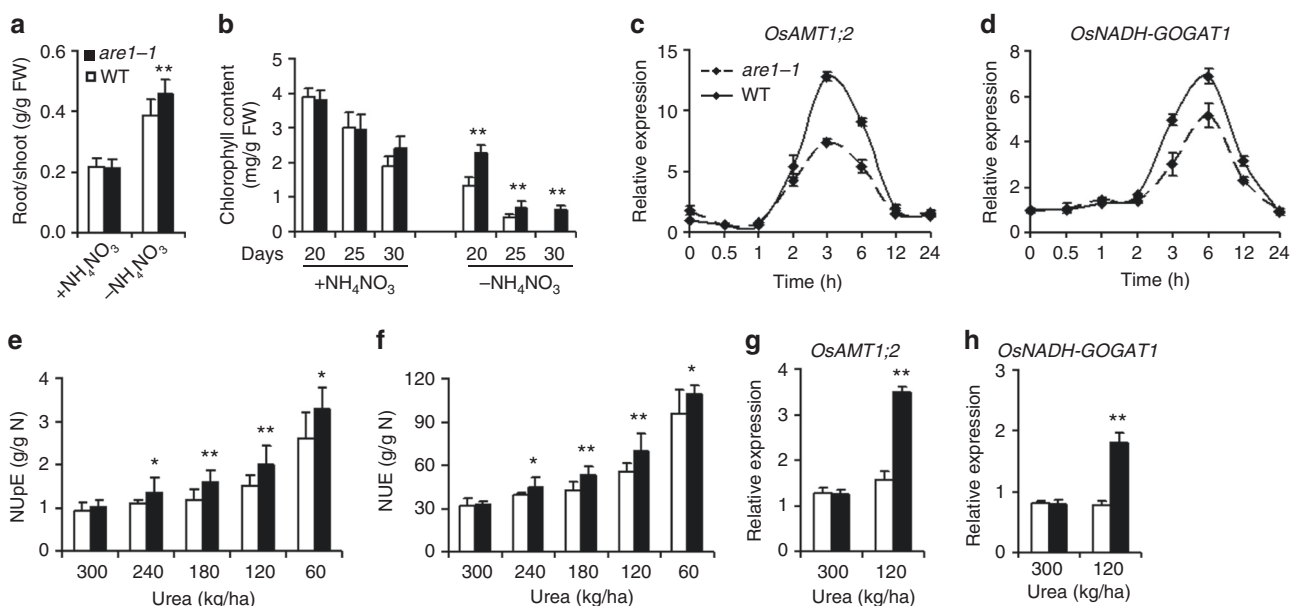 a
Root/shoot (g/g FW)
0.6
0.4
0.2
0
are1–1
WT
**
+NH4NO3
–NH4NO3
b
Chlorophyll content
(mg/g FW)
5
4
3
2
1
0
**
**
**
Days 20 25 30 20 25 30
+NH4NO3 –NH4NO3
c
OsAMT1;2
Relative expression
15
10
5
0
are1–1
WT
0 0.5 1 2 3 6 12 24
Time (h)
d
OsNADH-GOGAT1
Relative expression
8
6
4
2
0
0 0.5 1 2 3 6 12 24
Time (h)
e
NUpE (g/g N)
4
3
2
1
0
* ** ** *
300 240 180 120 60
Urea (kg/ha)
f
NUE (g/g N)
120
90
60
30
0
* ** ** *
300 240 180 120 60
Urea (kg/ha)
g
OsAMT1;2
Relative expression
4
3
2
1
0
**
300 120
Urea (kg/ha)
h
OsNADH-GOGAT1
Relative expression
3
2
1
0
**
300 120
Urea (kg/ha)